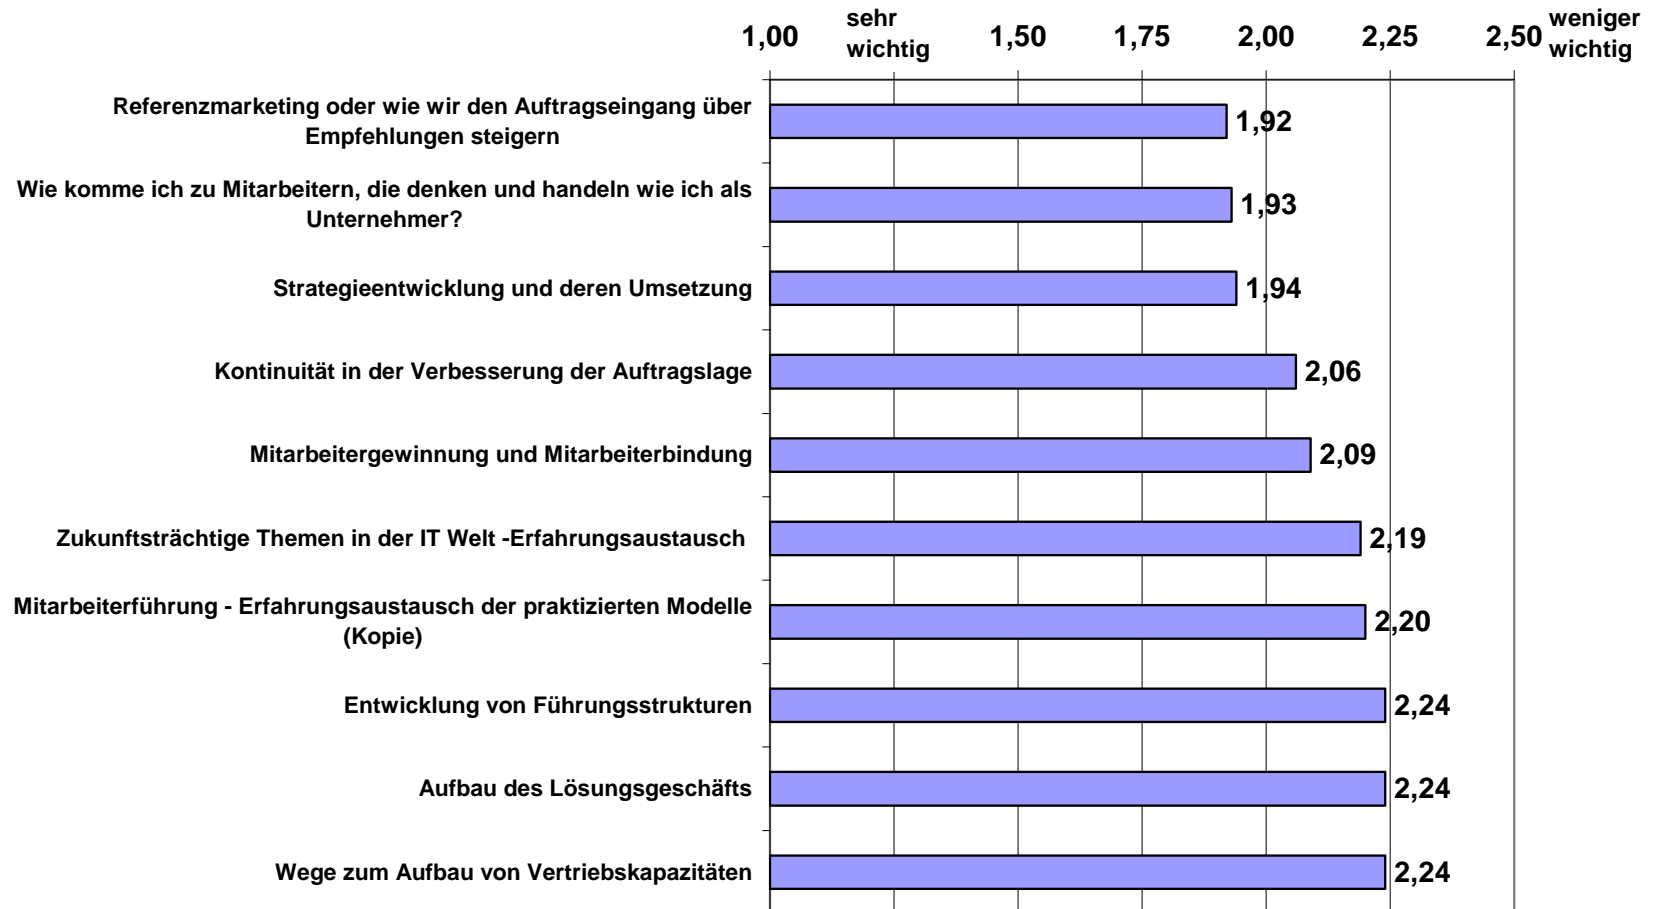 1,00
sehr
wichtig
1,50
1,75
2,00
2,25
2,50
weniger
wichtig
Referenzmarketing oder wie wir den Auftragseingang über
Empfehlungen steigern
1,92
Wie komme ich zu Mitarbeitern, die denken und handeln wie ich als
Unternehmer?
1,93
Strategieentwicklung und deren Umsetzung
1,94
Kontinuität in der Verbesserung der Auftragslage
2,06
Mitarbeitergewinnung und Mitarbeiterbindung
2,09
Zukunftsträchtige Themen in der IT Welt -Erfahrungsaustausch
2,19
Mitarbeiterführung - Erfahrungsaustausch der praktizierten Modelle
(Kopie)
2,20
Entwicklung von Führungsstrukturen
2,24
Aufbau des Lösungsgeschäfts
2,24
Wege zum Aufbau von Vertriebskapazitäten
2,24